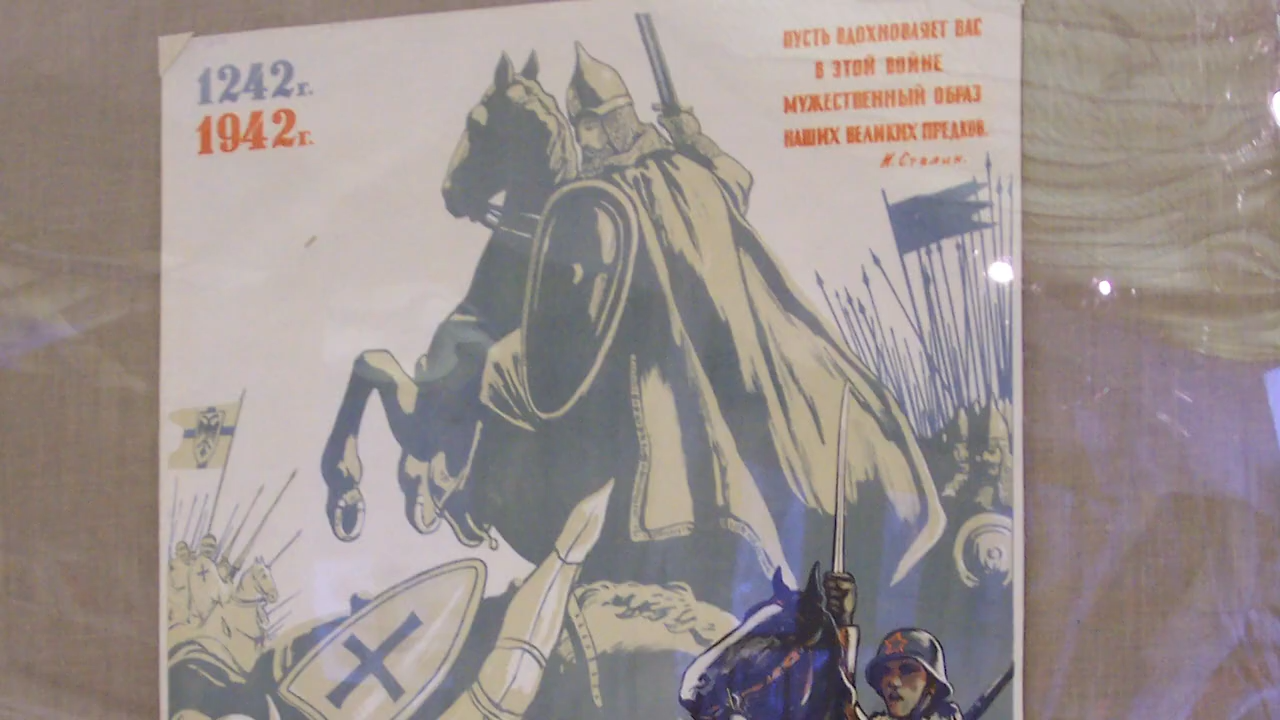 1242г.
1942г.
ПУСТЬ ВДОХНОВЛЯЕТ ВАС
В ЭТОЙ ВОЙНЕ
МУЖЕСТВЕННЫЙ ОБРАЗ
НАШИХ ВЕЛИКИХ ПРЕДКОВ.
И. Сталин.